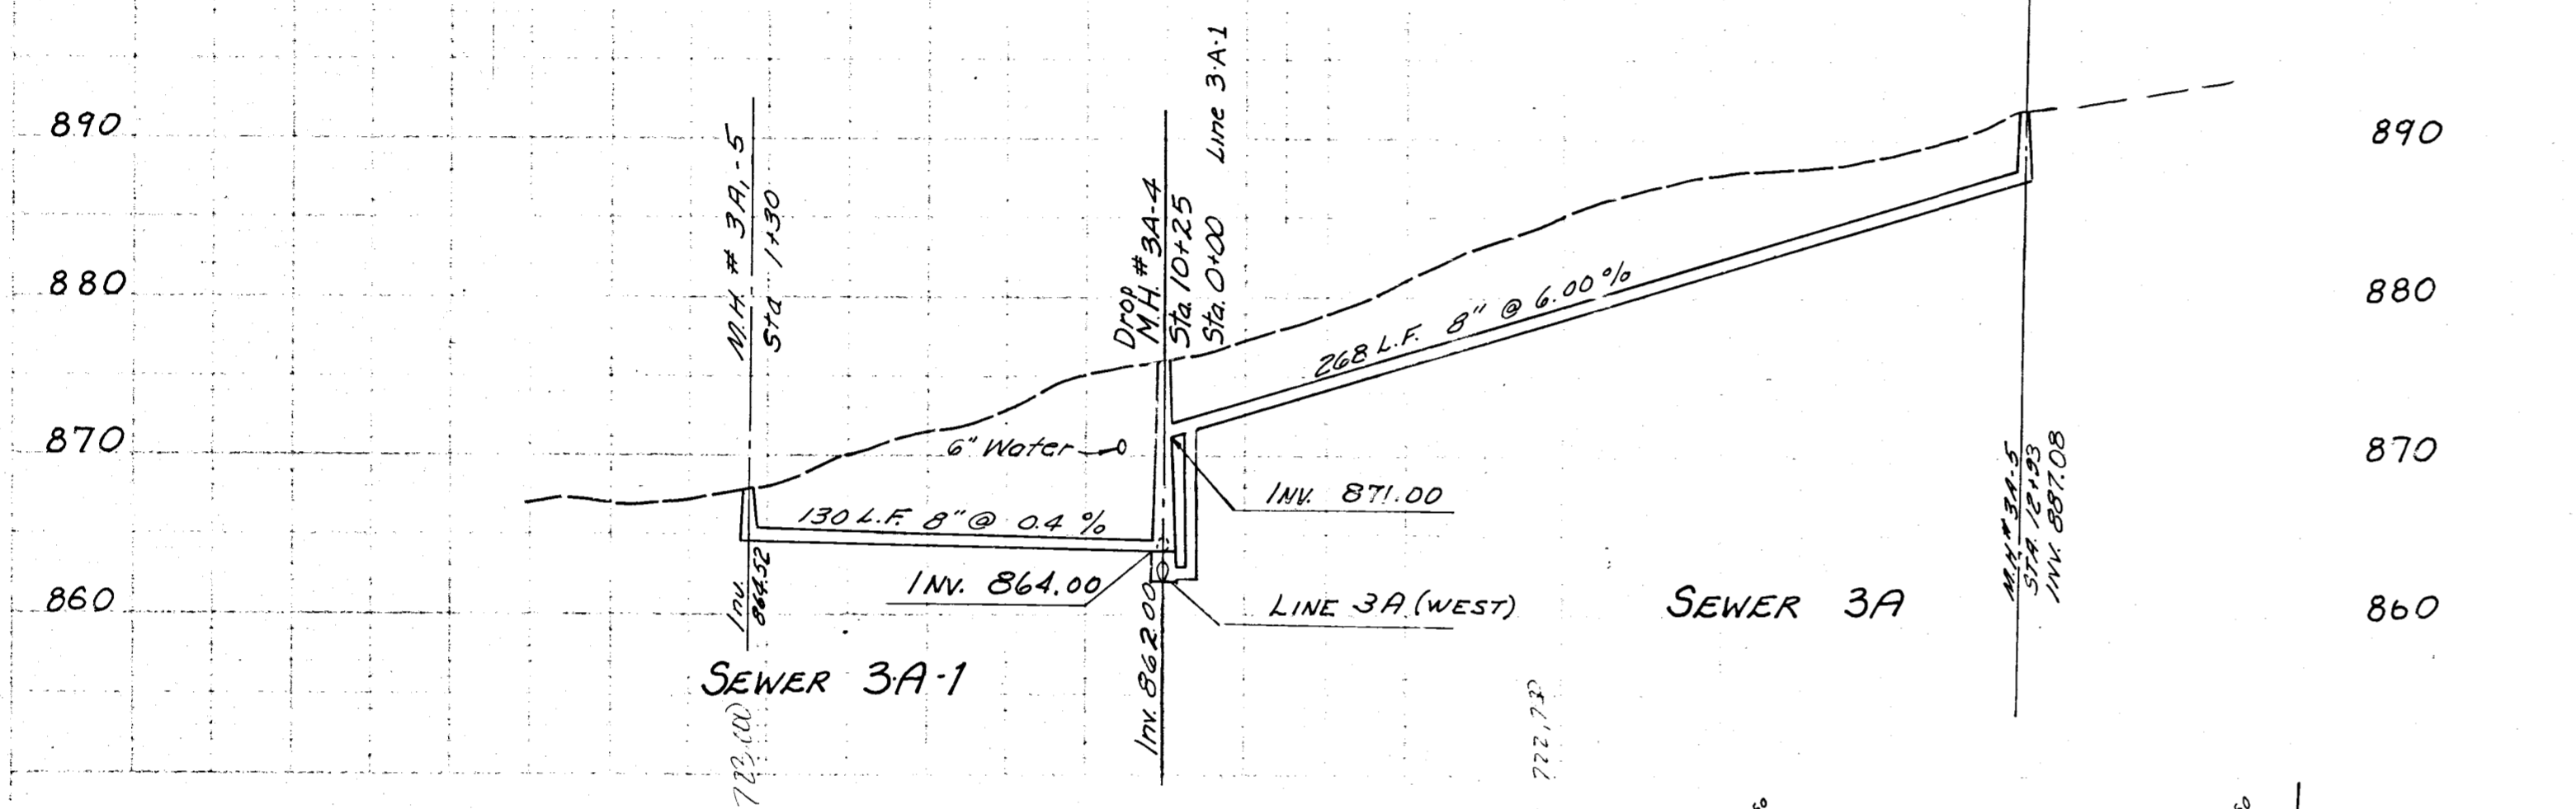 890
880
870
860
M.H. # 3A,-5
Sta 1+30
Drop
M.H. # 3A-4
Sta. 10+25
Sta. 0+00 Line 3-A-1
890
880
870
860
268 L.F. 8" @ 6.00 %
6" Water
INV. 871.00
130 L.F. 8" @ 0.4 %
Inv.
864.52
INV. 864.00
Inv. 862.00
LINE 3A (WEST)
SEWER 3A
M.H # 3A-5
STA. 12+93
INV. 887.08
SEWER 3-A-1